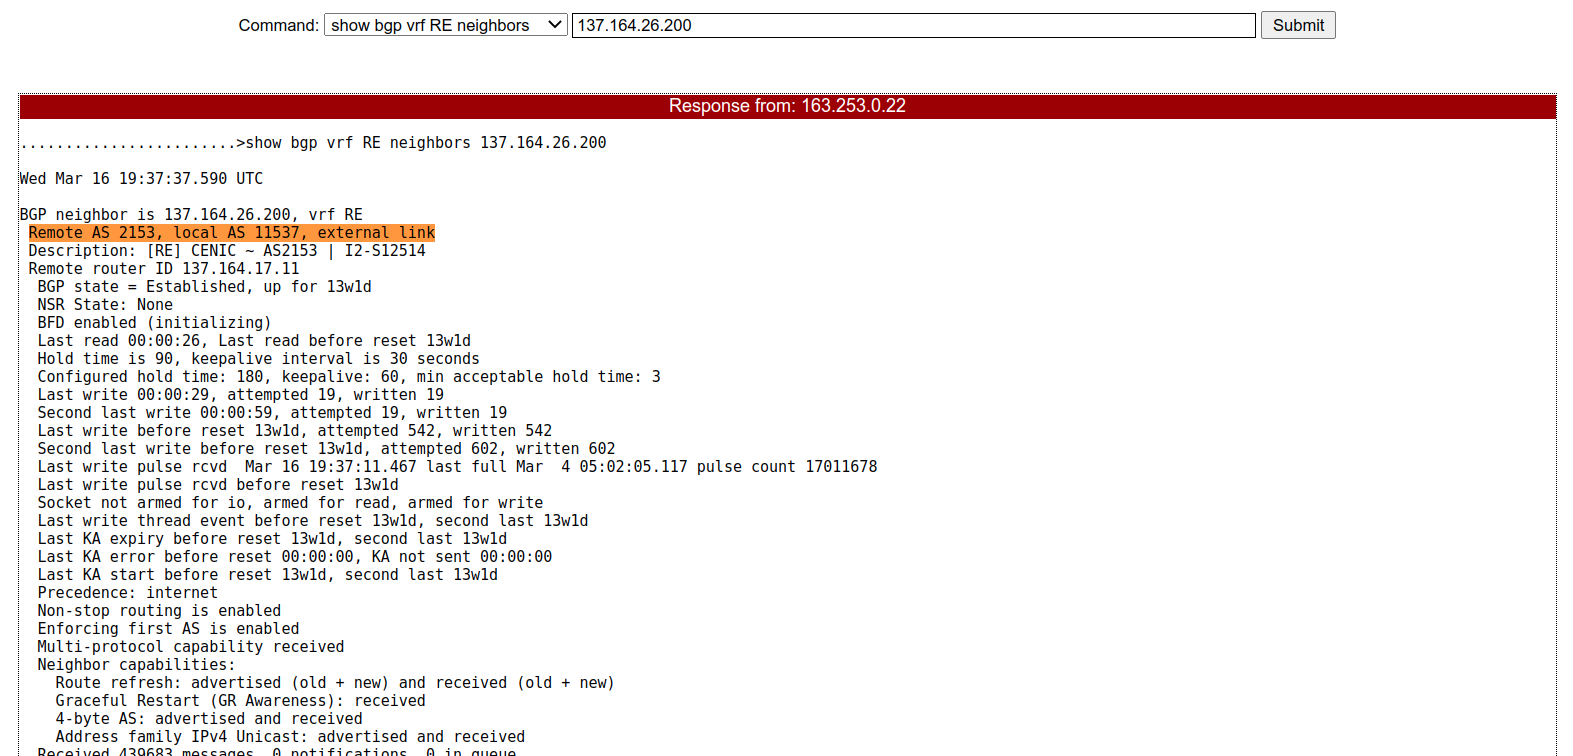 Command: show bgp vrf RE neighbors 137.164.26.200 Submit
Response from: 163.253.0.22
........................>show bgp vrf RE neighbors 137.164.26.200
Wed Mar 16 19:37:37.590 UTC
BGP neighbor is 137.164.26.200, vrf RE
Remote AS 2153, local AS 11537, external link
Description: [RE] CENIC ~ AS2153 | I2-S12514
Remote router ID 137.164.17.11
BGP state = Established, up for 13w1d
NSR State: None
BFD enabled (initializing)
Last read 00:00:26, Last read before reset 13w1d
Hold time is 90, keepalive interval is 30 seconds
Configured hold time: 180, keepalive: 60, min acceptable hold time: 3
Last write 00:00:29, attempted 19, written 19
Second last write 00:00:59, attempted 19, written 19
Last write before reset 13w1d, attempted 542, written 542
Second last write before reset 13w1d, attempted 602, written 602
Last write pulse rcvd  Mar 16 19:37:11.467 last full Mar  4 05:02:05.117 pulse count 17011678
Last write pulse rcvd before reset 13w1d
Socket not armed for io, armed for read, armed for write
Last write thread event before reset 13w1d, second last 13w1d
Last KA expiry before reset 13w1d, second last 13w1d
Last KA error before reset 00:00:00, KA not sent 00:00:00
Last KA start before reset 13w1d, second last 13w1d
Precedence: internet
Non-stop routing is enabled
Enforcing first AS is enabled
Multi-protocol capability received
Neighbor capabilities:
Route refresh: advertised (old + new) and received (old + new)
Graceful Restart (GR Awareness): received
4-byte AS: advertised and received
Address family IPv4 Unicast: advertised and received
Received 439683 messages, 0 notifications, 0 in queue